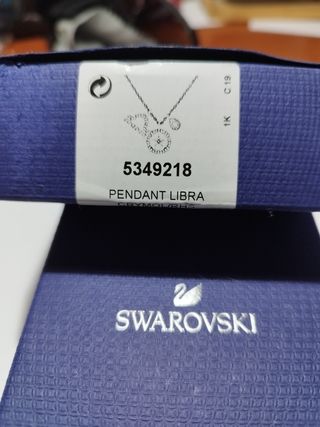 C 19
1K
5349218
PENDANT LIBRA
SWAROVSKI